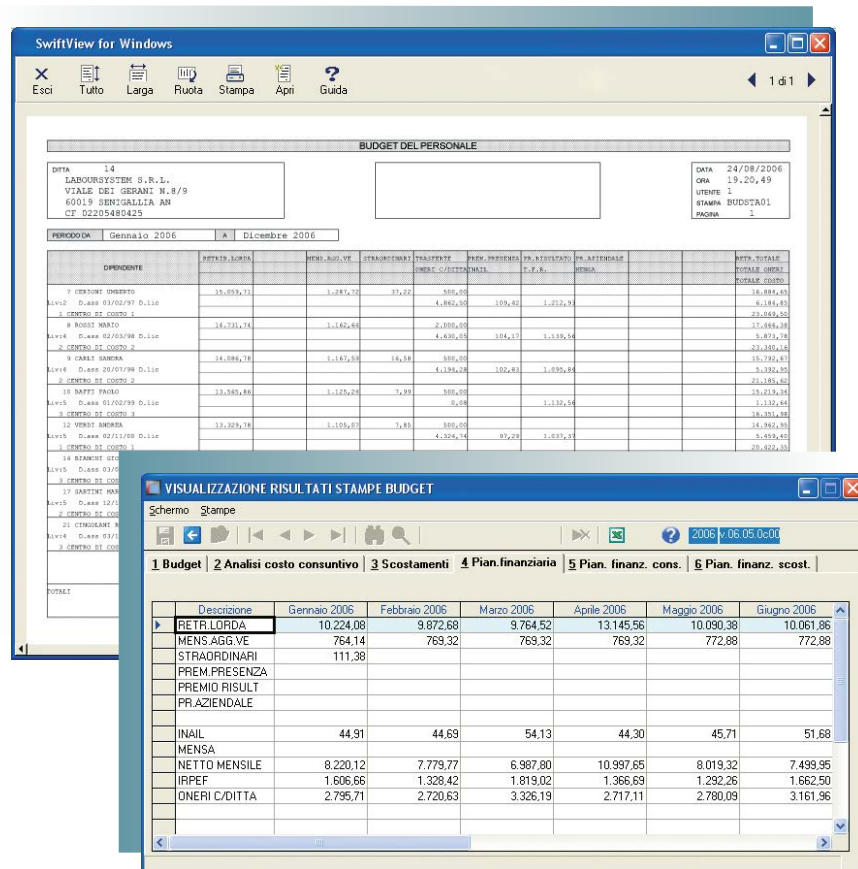 SwiftView for Windows
Esci Tutto Larga Ruota Stampa Apri Guida 1 di 1
BUDGET DEL PERSONALE
DITTA 14
LABOURSYSTEM S.R.L.
VIALE DEI GERANI N.8/9
60019 SENIGALLIA AN
CF 02205480425
DATA 24/08/2006
ORA 19.20,49
UTENTE 1
STAMPA BUDSTA01
PAGINA 1
PERIODO DA Gennaio 2006 A Dicembre 2006
DIPENDENTE
RETRIB.LORDA MENS.AGG.VE STRAORDINARI TRASFERTE PREM.PRESENZA PR.RISULTATO PR.AZIENDALE RETR.TOTALE
ONERI C/DITTA INAIL T.F.R. MENSA TOTALE ONERI
TOTALE COSTO
7 CERIONI UMBERTO 15.059,71 1.287,72 37,22 500,00 16.884,65
Liv:2 D.ass 03/02/97 D.lic 4.862,50 109,42 1.212,93 6.184,85
1 CENTRO DI COSTO 1 23.069,50
8 ROSSI MARIO 14.731,74 1.162,64 2.000,00
Liv:4 D.ass 02/03/98 D.lic 4.630,05 104,17 1.139,56 5.873,78
2 CENTRO DI COSTO 2 23.340,16
9 CARLI SANDRA 14.086,78 1.167,53 16,58 500,00
Liv:4 D.ass 20/07/98 D.lic 4.194,28 102,83 1.095,84 5.392,95
2 CENTRO DI COSTO 2 21.185,62
10 BAFFI PAOLO 13.565,86 1.125,24 7,99 500,00
Liv:5 D.ass 01/02/99 D.lic 0,08 1.132,56 1.132,64
3 CENTRO DI COSTO 3 16.351,98
12 VERDI ANDREA 13.329,78 1.105,07 7,85 500,00 14.962,95
Liv:5 D.ass 02/11/00 D.lic 4.324,74 97,29 1.037,37 5.459,40
1 CENTRO DI COSTO 1 20.422,35
TOTALI
VISUALIZZAZIONE RISULTATI STAMPE BUDGET
Schermo Stampe
2006 v.06.05.0c00
1 Budget 2 Analisi costo consuntivo 3 Scostamenti 4 Pian.finanziaria 5 Pian. finanz. cons. 6 Pian. finanz. scost.
Descrizione Gennaio 2006 Febbraio 2006 Marzo 2006 Aprile 2006 Maggio 2006 Giugno 2006
RETR.LORDA 10.224,08 9.872,68 9.764,52 13.145,56 10.090,38 10.061,86
MENS.AGG.VE 764,14 769,32 769,32 769,32 772,88 772,88
STRAORDINARI 111,38
PREM.PRESENZA
PREMIO RISULT
PR.AZIENDALE
INAIL 44,91 44,69 54,13 44,30 45,71 51,68
MENSA
NETTO MENSILE 8.220,12 7.779,77 6.987,80 10.997,65 8.019,32 7.499,95
IRPEF 1.606,66 1.328,42 1.819,02 1.366,69 1.292,26 1.662,50
ONERI C/DITTA 2.795,71 2.720,63 3.326,19 2.717,11 2.780,09 3.161,96